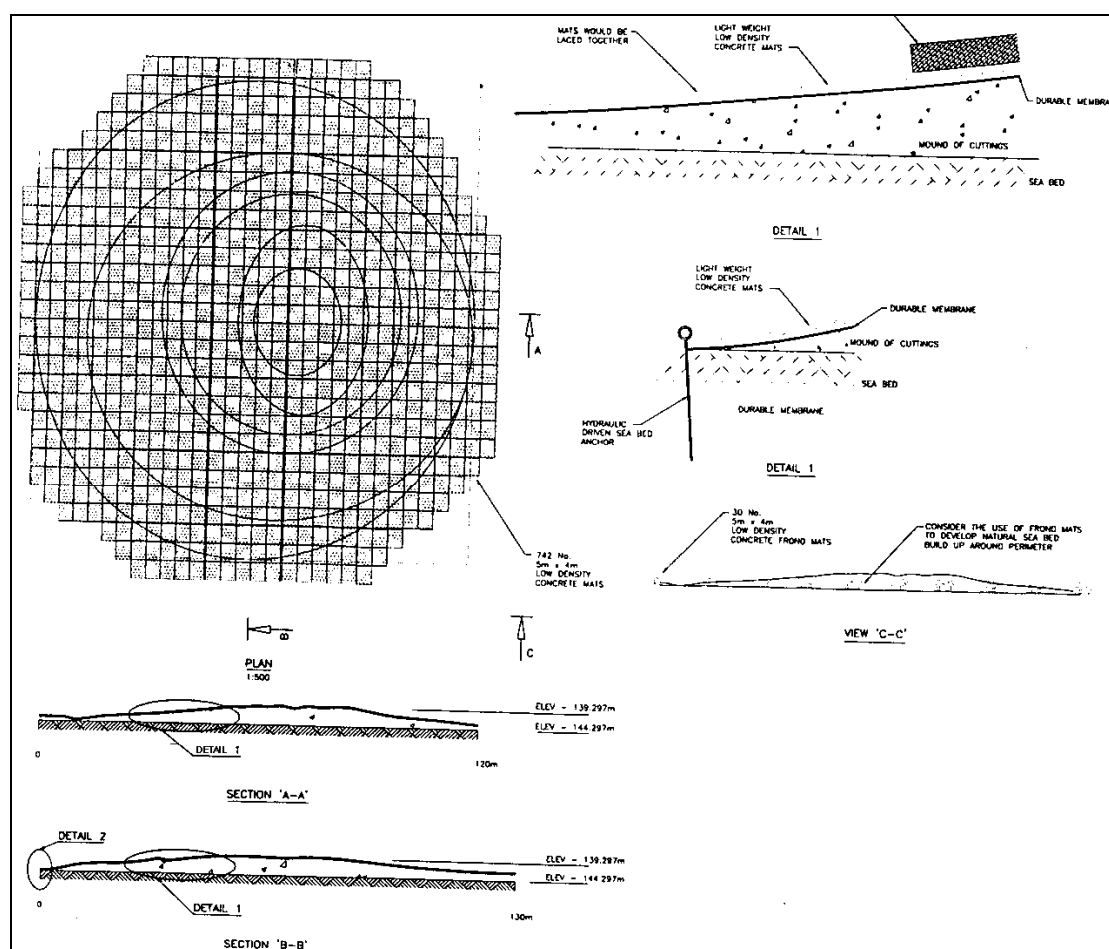 MATS WOULD BE
LACED TOGETHER
LIGHT WEIGHT
LOW DENSITY
CONCRETE MATS
DURABLE MEMBRA
MOUND OF CUTTINGS
SEA BED
DETAIL 1
LIGHT WEIGHT
LOW DENSITY
CONCRETE MATS
DURABLE MEMBRANE
MOUND OF CUTTINGS
SEA BED
DURABLE MEMBRANE
HYDRAULIC
DRIVEN SEA BED
ANCHOR
DETAIL 1
A
30 No.
5m x 4m
LOW DENSITY
CONCRETE FROND MATS
CONSIDER THE USE OF FROND MATS
TO DEVELOP NATURAL SEA BED
BUILD UP AROUND PERIMETER
VIEW 'C-C'
742 No.
5m x 4m
LOW DENSITY
CONCRETE MATS
B
C
PLAN
1:500
ELEV - 139.297m
ELEV - 144.297m
DETAIL 1
0
120m
SECTION 'A-A'
DETAIL 2
ELEV - 139.297m
ELEV - 144.297m
0
DETAIL 1
130m
SECTION 'B-B'